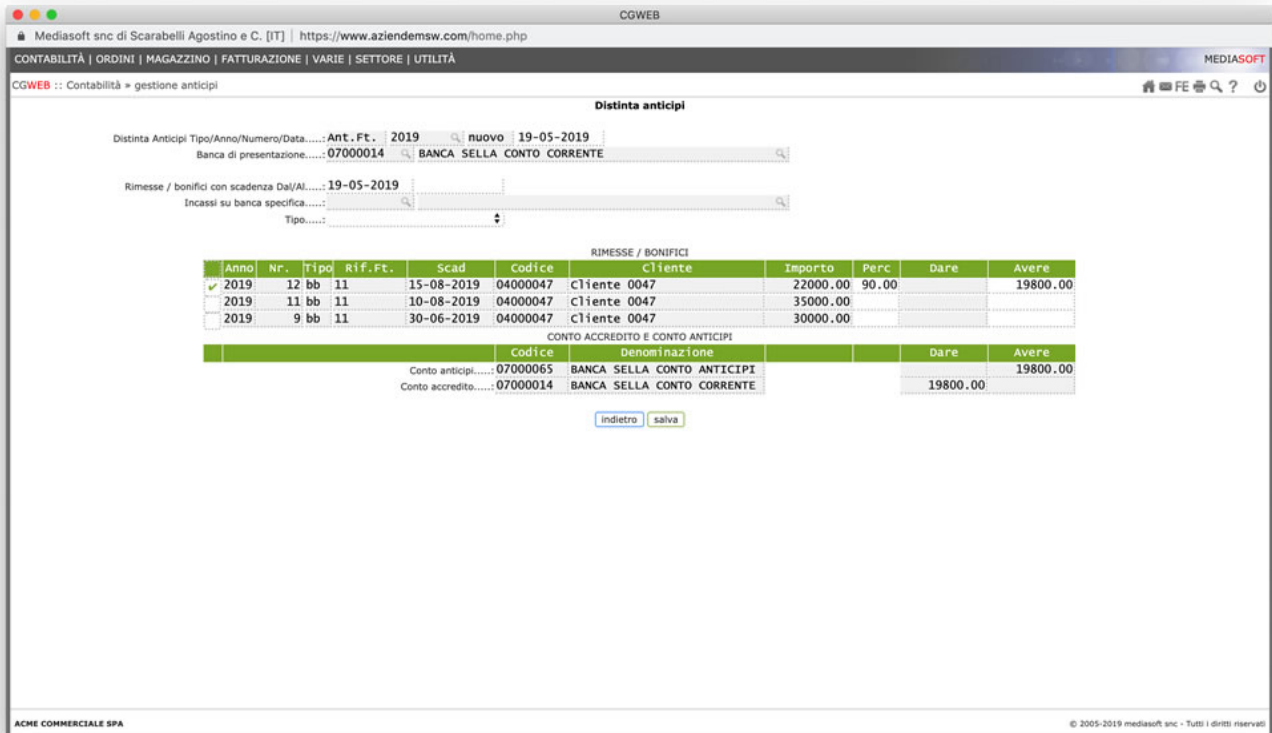 CGWEB
Mediasoft snc di Scarabelli Agostino e C. [IT] | https://www.aziendemsw.com/home.php
CONTABILITÀ | ORDINI | MAGAZZINO | FATTURAZIONE | VARIE | SETTORE | UTILITÀ MEDIASOFT
CGWEB :: Contabilità » gestione anticipi FE ?
Distinta anticipi
Distinta Anticipi Tipo/Anno/Numero/Data.....: Ant.Ft. 2019 nuovo 19-05-2019
Banca di presentazione.....: 07000014 BANCA SELLA CONTO CORRENTE
Rimesse / bonifici con scadenza Dal/Al.....: 19-05-2019
Incassi su banca specifica.....:
Tipo.....:
RIMESSE / BONIFICI
Anno Nr. Tipo Rif.Ft. Scad Codice Cliente Importo Perc Dare Avere
2019 12 bb 11 15-08-2019 04000047 Cliente 0047 22000.00 90.00 19800.00
2019 11 bb 11 10-08-2019 04000047 Cliente 0047 35000.00
2019 9 bb 11 30-06-2019 04000047 Cliente 0047 30000.00
CONTO ACCREDITO E CONTO ANTICIPI
Codice Denominazione Dare Avere
Conto anticipi.....: 07000065 BANCA SELLA CONTO ANTICIPI 19800.00
Conto accredito.....: 07000014 BANCA SELLA CONTO CORRENTE 19800.00
indietro salva
ACME COMMERCIALE SPA © 2005-2019 mediasoft snc - Tutti i diritti riservati